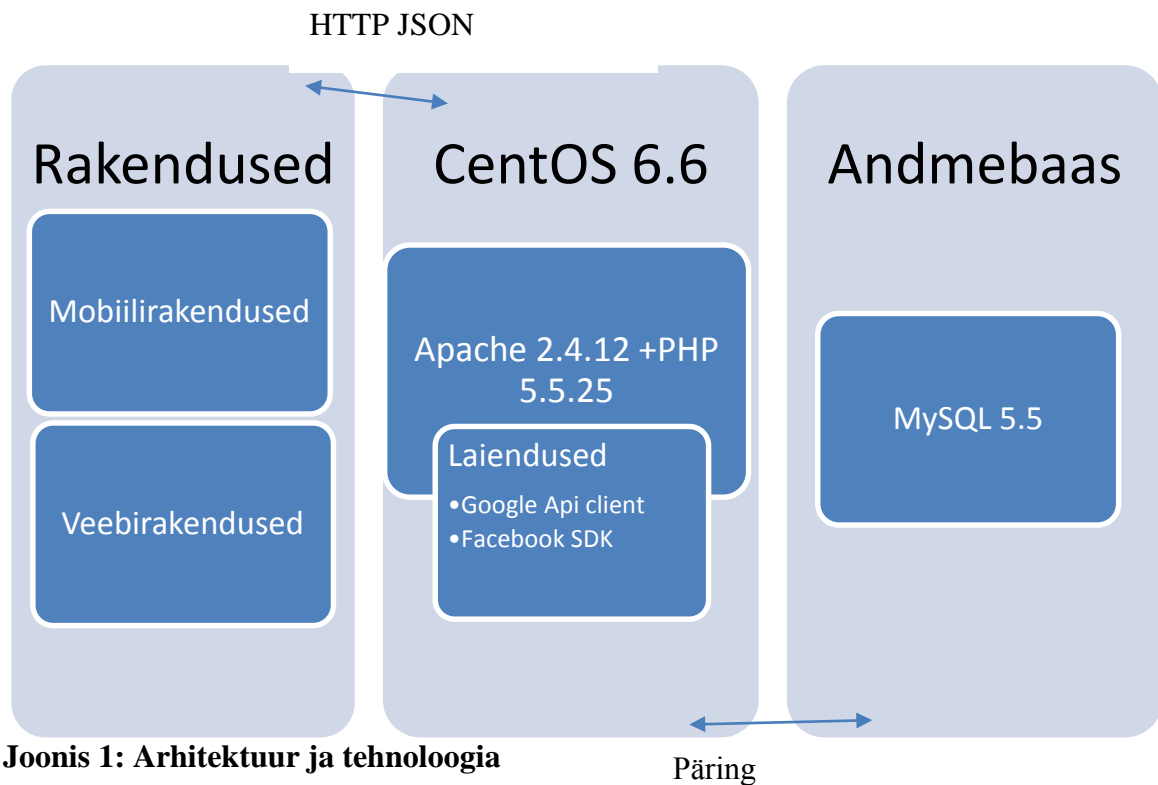 HTTP JSON
Rakendused
Mobiilirakendused
Veebirakendused
CentOS 6.6
Apache 2.4.12 +PHP
5.5.25
Laiendused
•Google Api client
•Facebook SDK
Andmebaas
MySQL 5.5
Joonis 1: Arhitektuur ja tehnoloogia
Päring